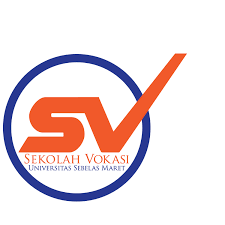 SV
SEKOLAH VOKASI
UNIVERSITAS SEBELAS MARET